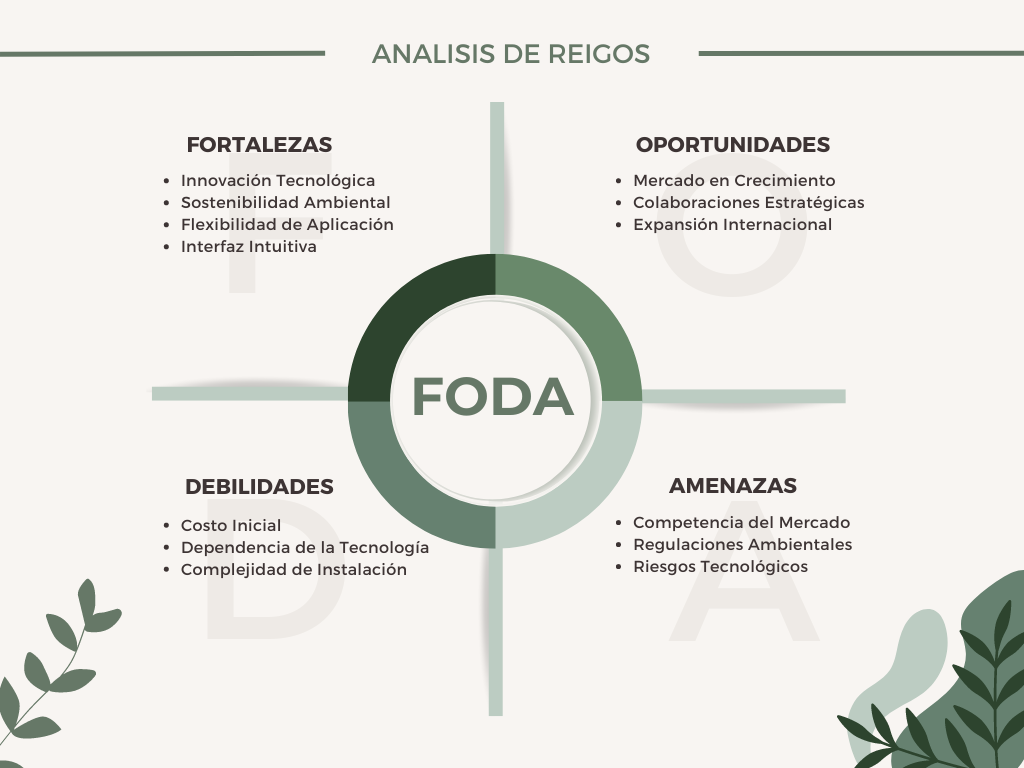 ANALISIS DE REIGOS
FORTALEZAS
• Innovación Tecnológica
• Sostenibilidad Ambiental
• Flexibilidad de Aplicación
• Interfaz Intuitiva
F
OPORTUNIDADES
• Mercado en Crecimiento
• Colaboraciones Estratégicas
• Expansión Internacional
O
FODA
DEBILIDADES
• Costo Inicial
• Dependencia de la Tecnología
• Complejidad de Instalación
D
AMENAZAS
• Competencia del Mercado
• Regulaciones Ambientales
• Riesgos Tecnológicos
A